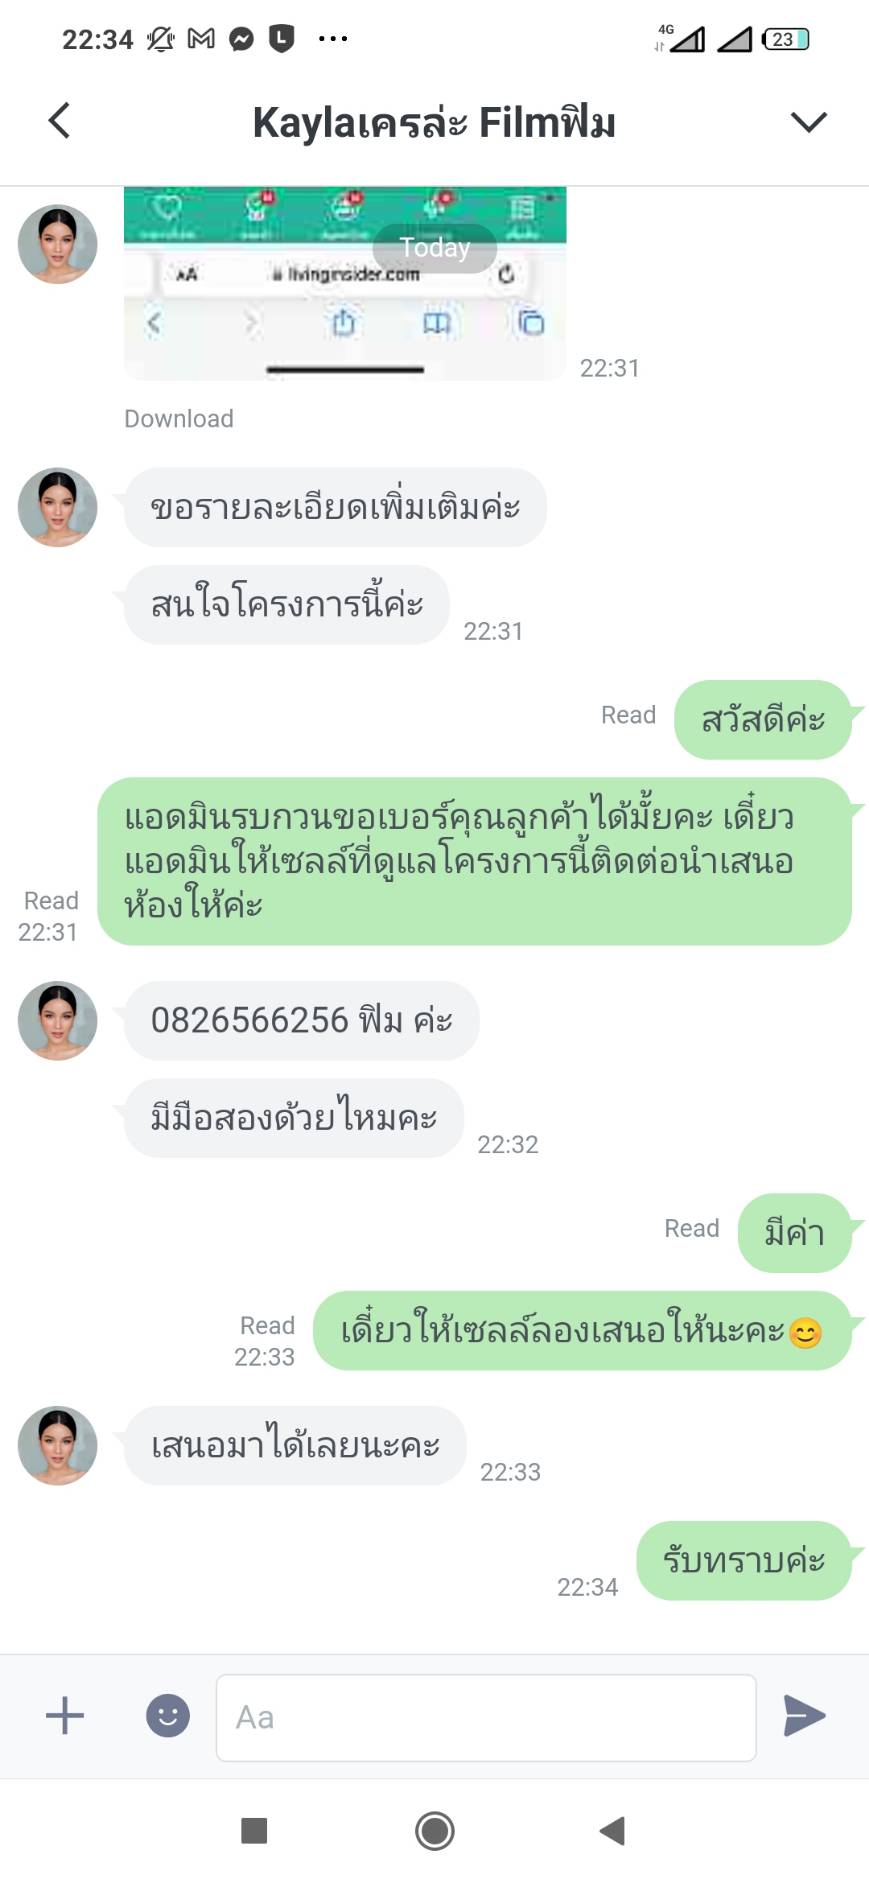 22:34
4G
23
Kaylaเครล่ะ Filmฟิม
Today
AA
livinginsider.com
22:31
Download
ขอรายละเอียดเพิ่มเติมค่ะ
สนใจโครงการนี้ค่ะ
22:31
Read
สวัสดีค่ะ
แอดมินรบกวนขอเบอร์คุณลูกค้าได้มั้ยคะ เดี๋ยว
แอดมินให้เซลล์ที่ดูแลโครงการนี้ติดต่อนำเสนอ
ห้องให้ค่ะ
Read
22:31
0826566256 ฟิม ค่ะ
มีมือสองด้วยไหมคะ
22:32
Read
มีค่า
เดี๋ยวให้เซลล์ลองเสนอให้นะคะ😊
Read
22:33
เสนอมาได้เลยนะคะ
22:33
รับทราบค่ะ
22:34
Aa